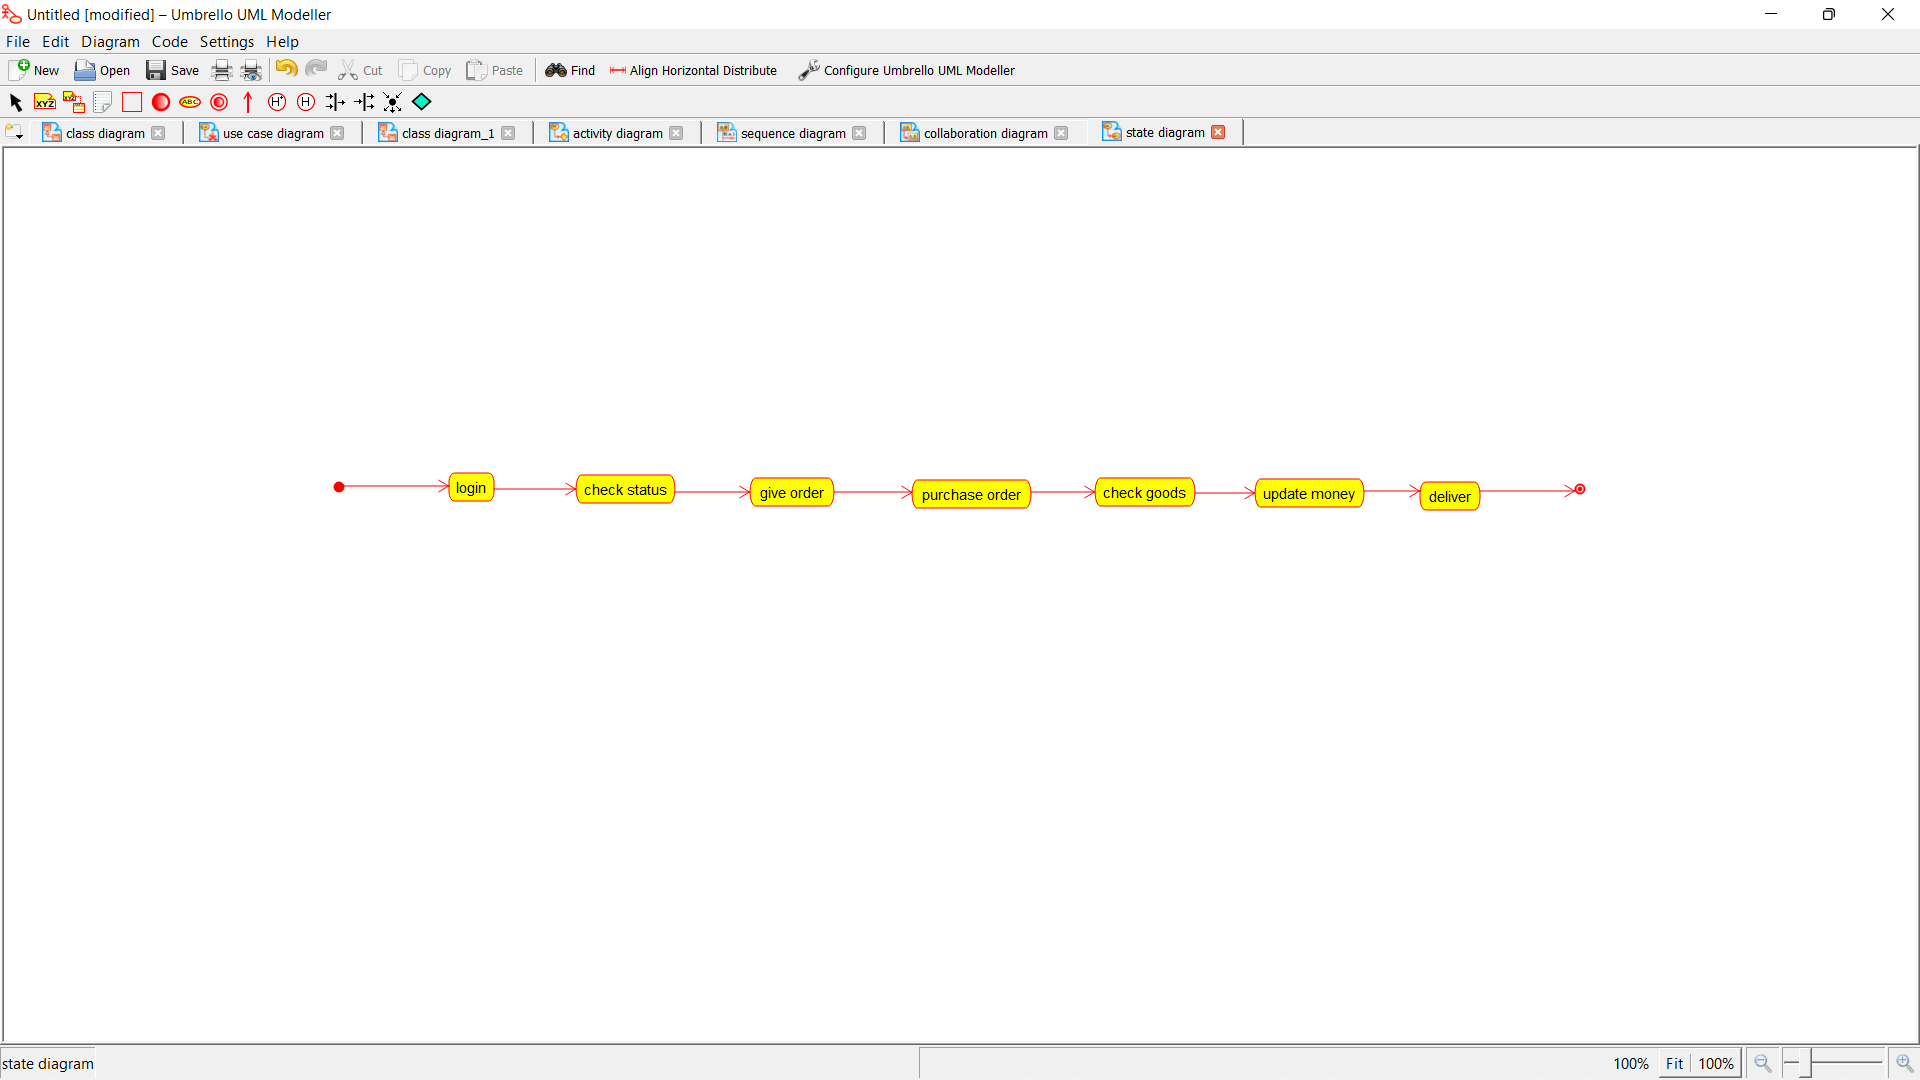 Untitled [modified] – Umbrello UML Modeller
File Edit Diagram Code Settings Help
New Open Save Cut Copy Paste Find Align Horizontal Distribute Configure Umbrello UML Modeller
XYZ XYZ ABC H* H
class diagram use case diagram class diagram_1 activity diagram sequence diagram collaboration diagram state diagram
login check status give order purchase order check goods update money deliver
state diagram 100% Fit 100%